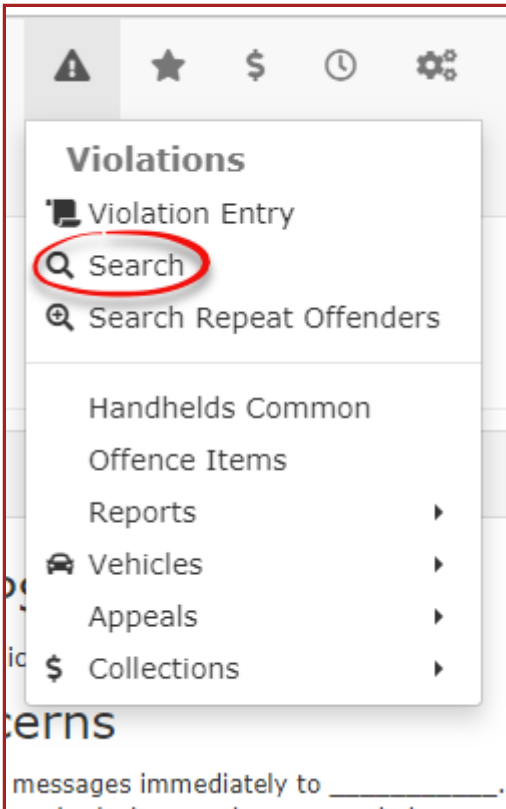 Violations
Violation Entry
Search
Search Repeat Offenders
Handhelds Common
Offence Items
Reports
Vehicles
Appeals
$ Collections
cerns
messages immediately to ___________.